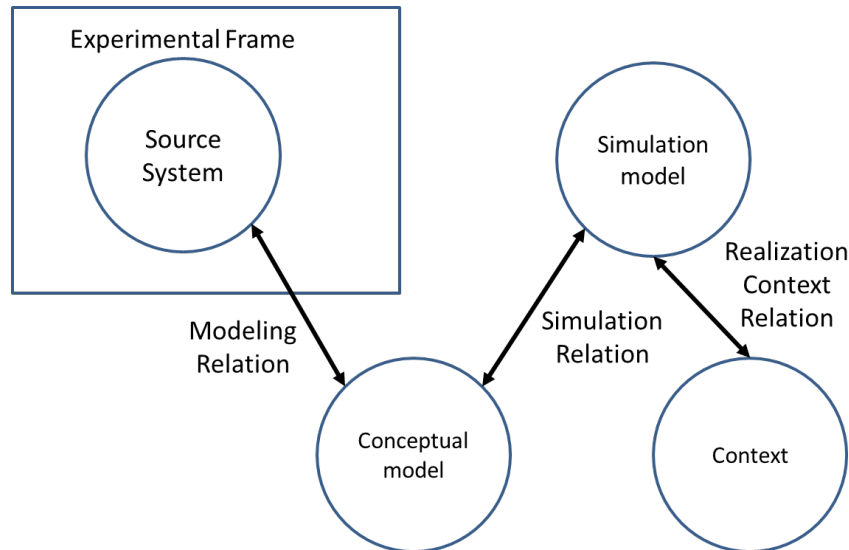 Experimental Frame
Source
System
Simulation
model
Realization
Context
Relation
Modeling
Relation
Simulation
Relation
Conceptual
model
Context